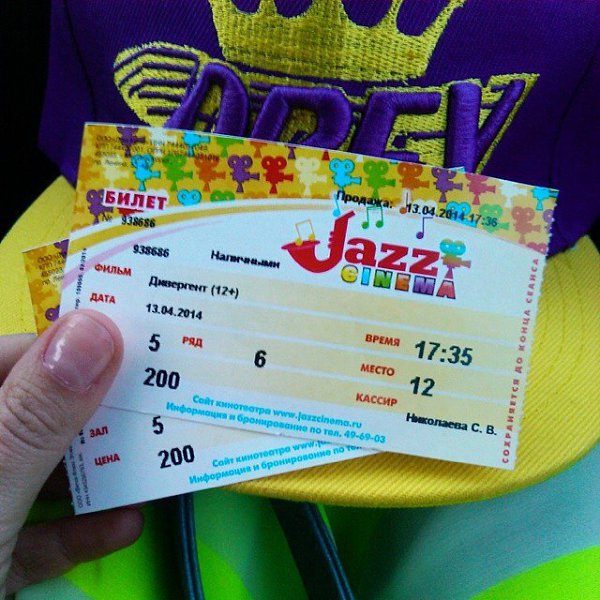 OBEY
БИЛЕТ
Продажа: 13.04.2014 17:36
№ 938686
938686 Наличными
Jazz
CINEMA
ФИЛЬМ Дивергент (12+)
ДАТА 13.04.2014
ВРЕМЯ 17:35
5 РЯД 6 МЕСТО 12
200 КАССИР Николаева С. В.
Сайт кинотеатра www.jazzcinema.ru
Информация и бронирование по тел. 49-69-03
СОХРАНЯЕТСЯ ДО КОНЦА СЕАНСА
ЗАЛ 5
ЦЕНА 200
Сайт кинотеатра www.jazzcinema
Информация и бронирование по тел.